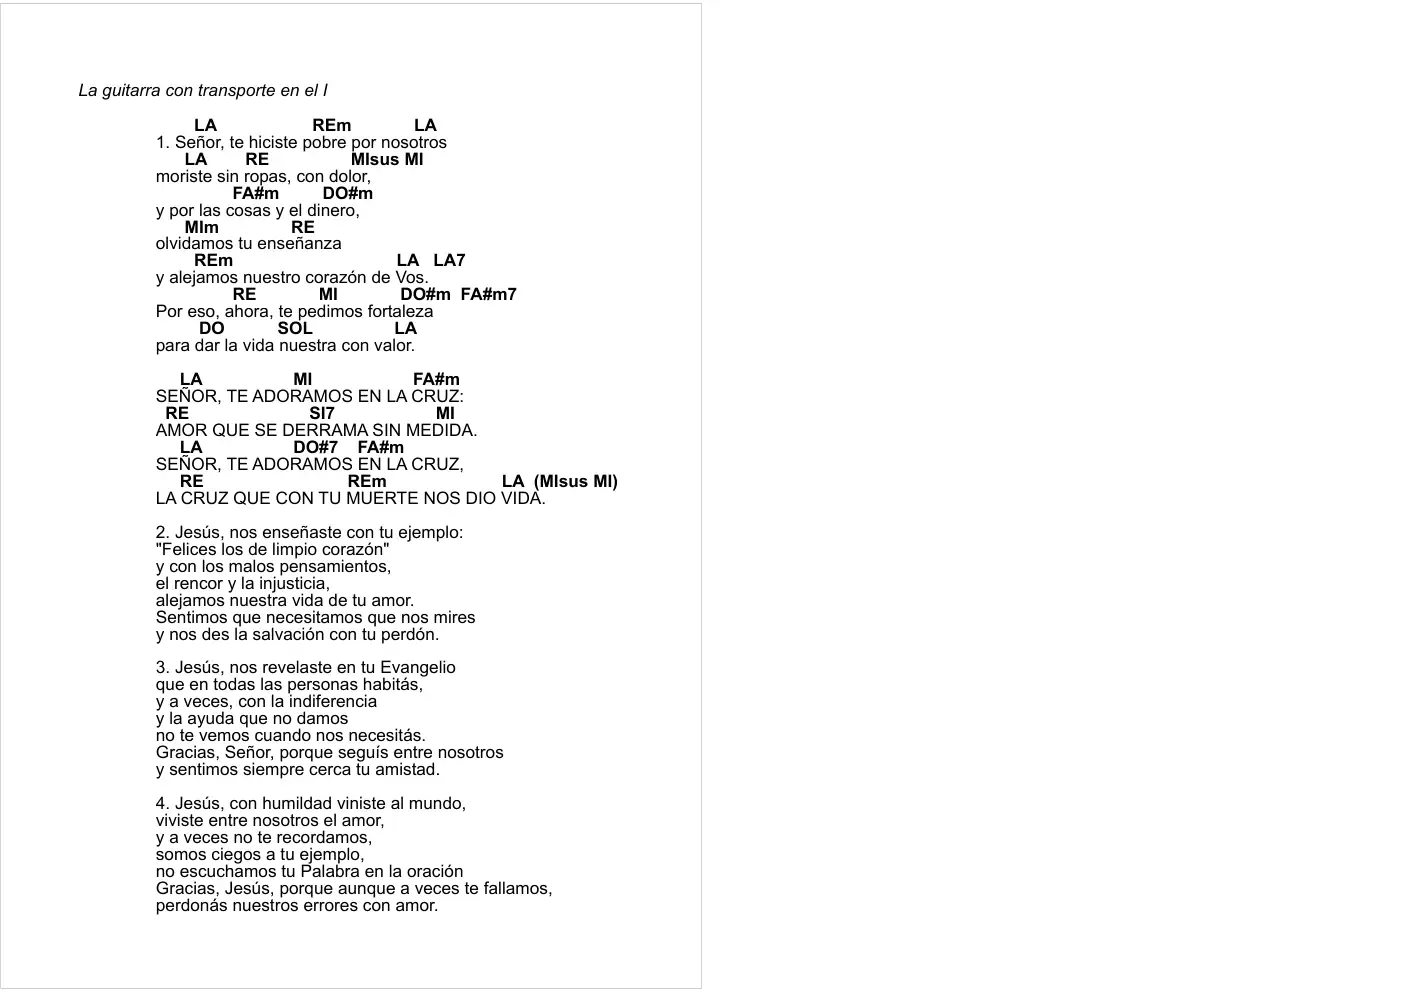 La guitarra con transporte en el I
LA REm LA
1. Señor, te hiciste pobre por nosotros
LA RE MIsus MI
moriste sin ropas, con dolor,
FA#m DO#m
y por las cosas y el dinero,
MIm RE
olvidamos tu enseñanza
REm LA LA7
y alejamos nuestro corazón de Vos.
RE MI DO#m FA#m7
Por eso, ahora, te pedimos fortaleza
DO SOL LA
para dar la vida nuestra con valor.
LA MI FA#m
SEÑOR, TE ADORAMOS EN LA CRUZ:
RE SI7 MI
AMOR QUE SE DERRAMA SIN MEDIDA.
LA DO#7 FA#m
SEÑOR, TE ADORAMOS EN LA CRUZ,
RE REm LA (MIsus MI)
LA CRUZ QUE CON TU MUERTE NOS DIO VIDA.
2. Jesús, nos enseñaste con tu ejemplo:
"Felices los de limpio corazón"
y con los malos pensamientos,
el rencor y la injusticia,
alejamos nuestra vida de tu amor.
Sentimos que necesitamos que nos mires
y nos des la salvación con tu perdón.
3. Jesús, nos revelaste en tu Evangelio
que en todas las personas habitás,
y a veces, con la indiferencia
y la ayuda que no damos
no te vemos cuando nos necesitás.
Gracias, Señor, porque seguís entre nosotros
y sentimos siempre cerca tu amistad.
4. Jesús, con humildad viniste al mundo,
viviste entre nosotros el amor,
y a veces no te recordamos,
somos ciegos a tu ejemplo,
no escuchamos tu Palabra en la oración
Gracias, Jesús, porque aunque a veces te fallamos,
perdonás nuestros errores con amor.